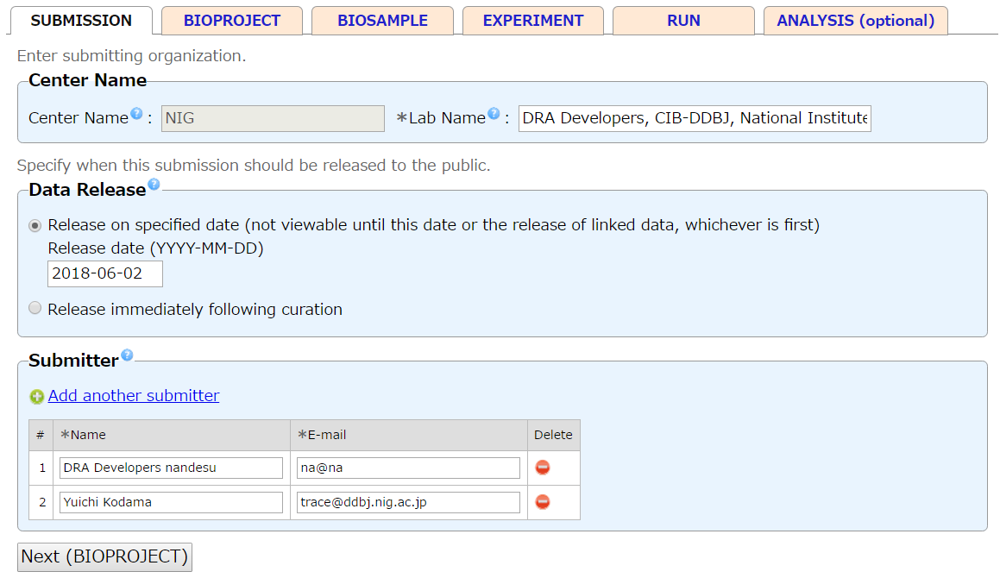 SUBMISSION BIOPROJECT BIOSAMPLE EXPERIMENT RUN ANALYSIS (optional)
Enter submitting organization.
Center Name
Center Name ? : NIG *Lab Name ? : DRA Developers, CIB-DDBJ, National Institute
Specify when this submission should be released to the public.
Data Release ?
Release on specified date (not viewable until this date or the release of linked data, whichever is first)
Release date (YYYY-MM-DD)
2018-06-02
Release immediately following curation
Submitter ?
Add another submitter
# *Name *E-mail Delete
1 DRA Developers nandesu na@na
2 Yuichi Kodama trace@ddbj.nig.ac.jp
Next (BIOPROJECT)